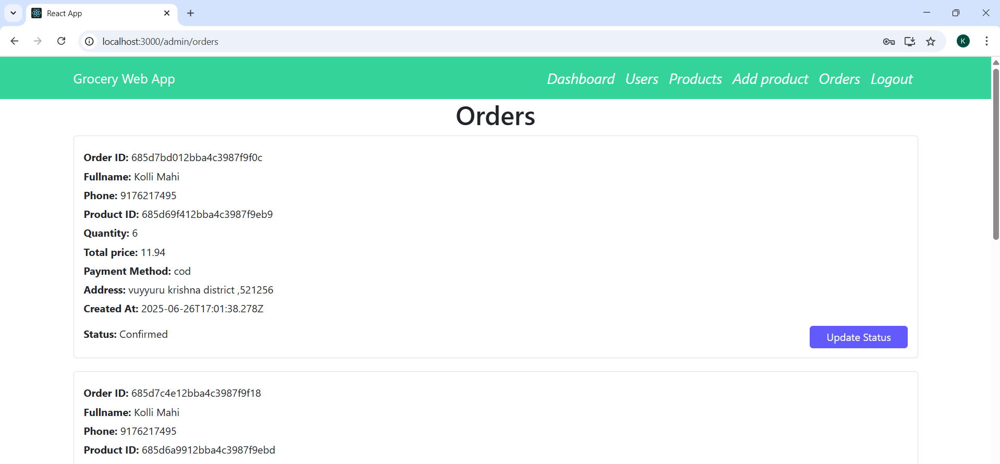 React App
localhost:3000/admin/orders
K
Grocery Web App
Dashboard Users Products Add product Orders Logout
Orders
Order ID: 685d7bd012bba4c3987f9f0c
Fullname: Kolli Mahi
Phone: 9176217495
Product ID: 685d69f412bba4c3987f9eb9
Quantity: 6
Total price: 11.94
Payment Method: cod
Address: vuyyuru krishna district ,521256
Created At: 2025-06-26T17:01:38.278Z
Status: Confirmed
Update Status
Order ID: 685d7c4e12bba4c3987f9f18
Fullname: Kolli Mahi
Phone: 9176217495
Product ID: 685d6a9912bba4c3987f9ebd